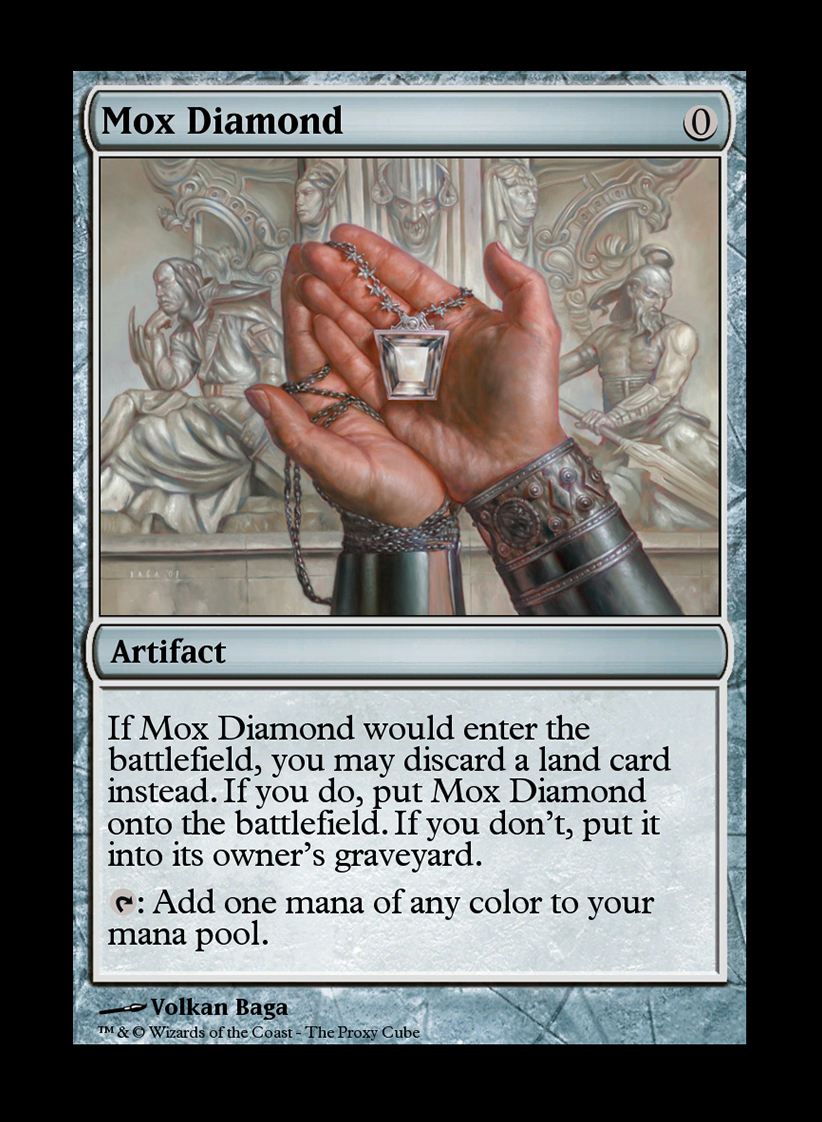 Mox Diamond 0
BAGA 07
Artifact
If Mox Diamond would enter the
battlefield, you may discard a land card
instead. If you do, put Mox Diamond
onto the battlefield. If you don't, put it
into its owner's graveyard.
: Add one mana of any color to your
mana pool.
Volkan Baga
™ & © Wizards of the Coast - The Proxy Cube